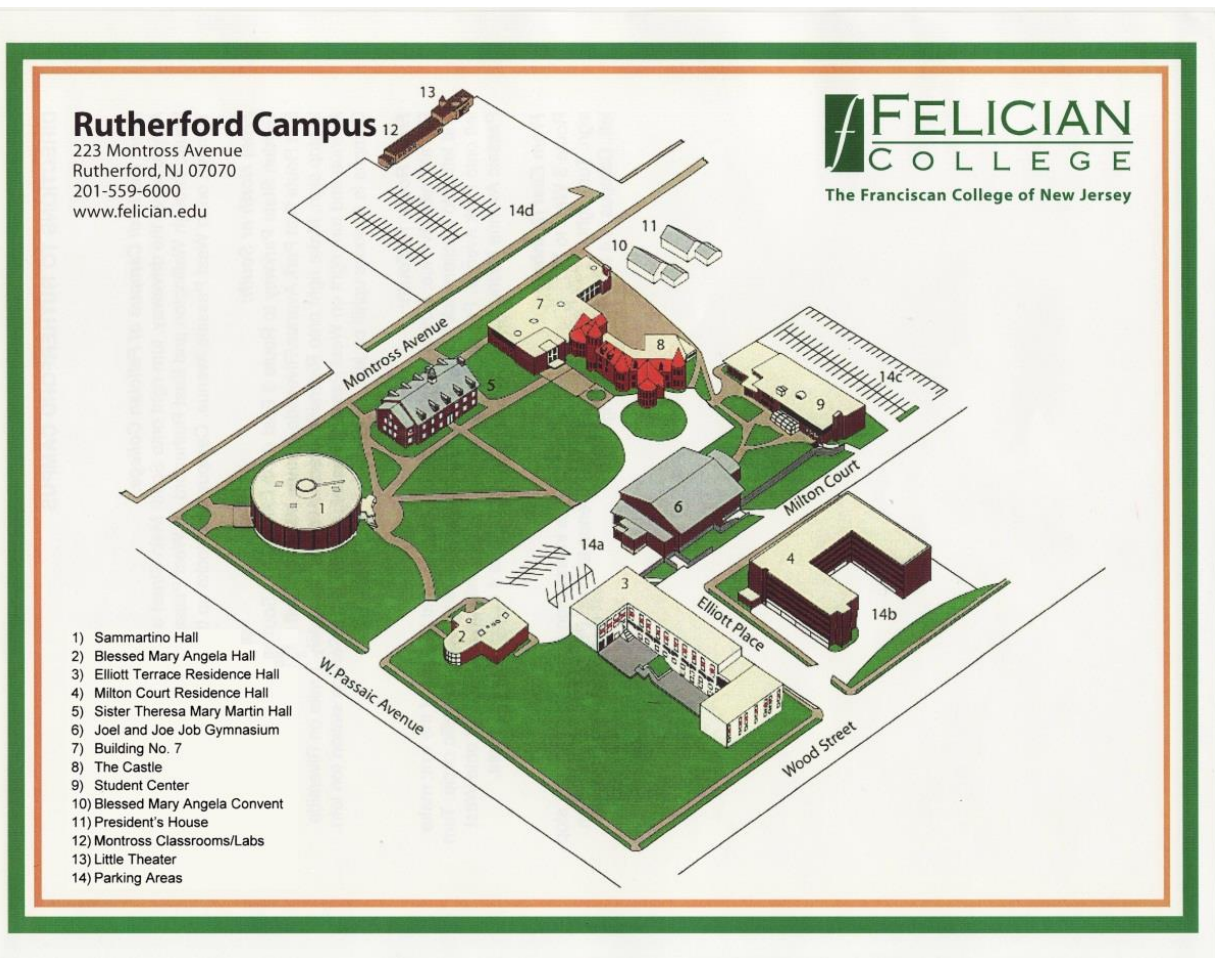 Rutherford Campus
223 Montross Avenue
Rutherford, NJ 07070
201-559-6000
www.felician.edu
f FELICIAN
COLLEGE
The Franciscan College of New Jersey
13
12
14d
11
10
7
8
Montross Avenue
5
14c
9
1
6
Milton Court
14a
4
3
Elliott Place
14b
2
W. Passaic Avenue
Wood Street
1) Sammartino Hall
2) Blessed Mary Angela Hall
3) Elliott Terrace Residence Hall
4) Milton Court Residence Hall
5) Sister Theresa Mary Martin Hall
6) Joel and Joe Job Gymnasium
7) Building No. 7
8) The Castle
9) Student Center
10) Blessed Mary Angela Convent
11) President's House
12) Montross Classrooms/Labs
13) Little Theater
14) Parking Areas